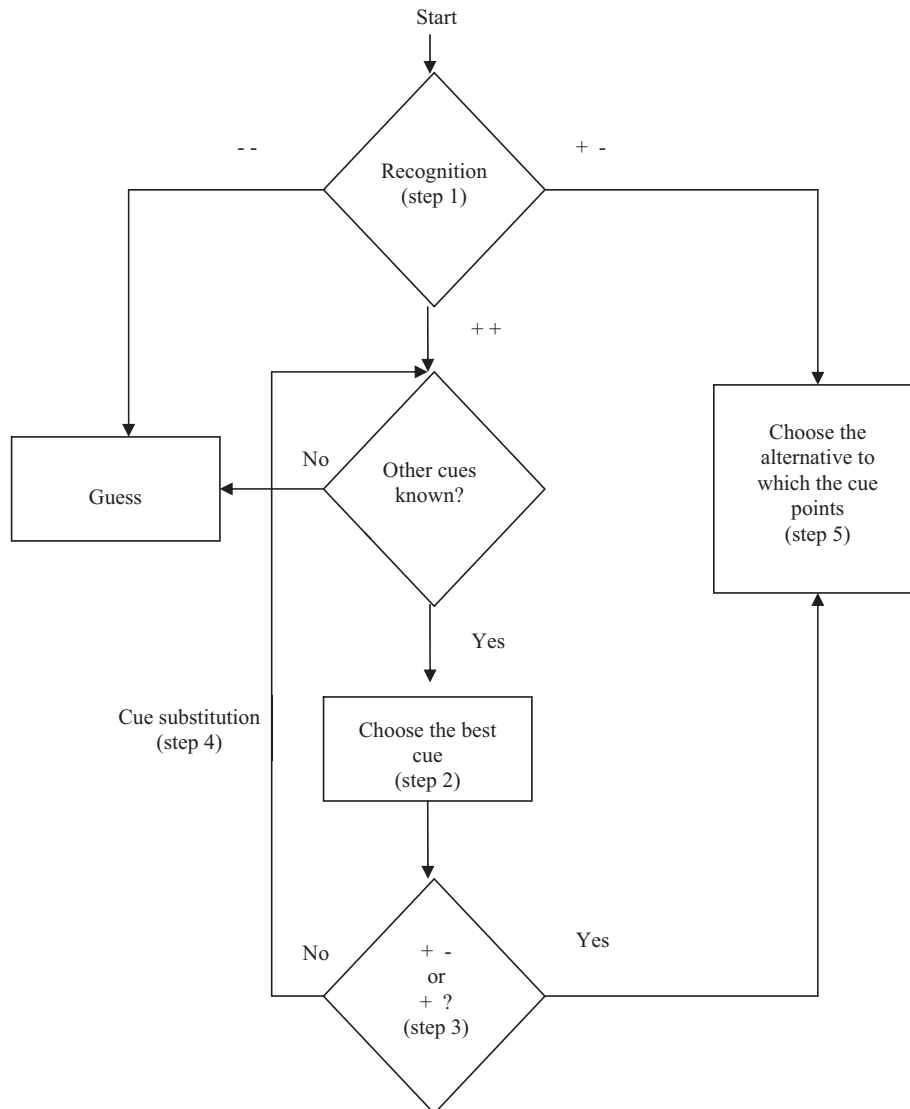 Start
- -
+ -
Recognition
(step 1)
+ +
Guess
No
Other cues
known?
Choose the
alternative to
which the cue
points
(step 5)
Yes
Cue substitution
(step 4)
Choose the best
cue
(step 2)
No
+ -
or
+ ?
(step 3)
Yes